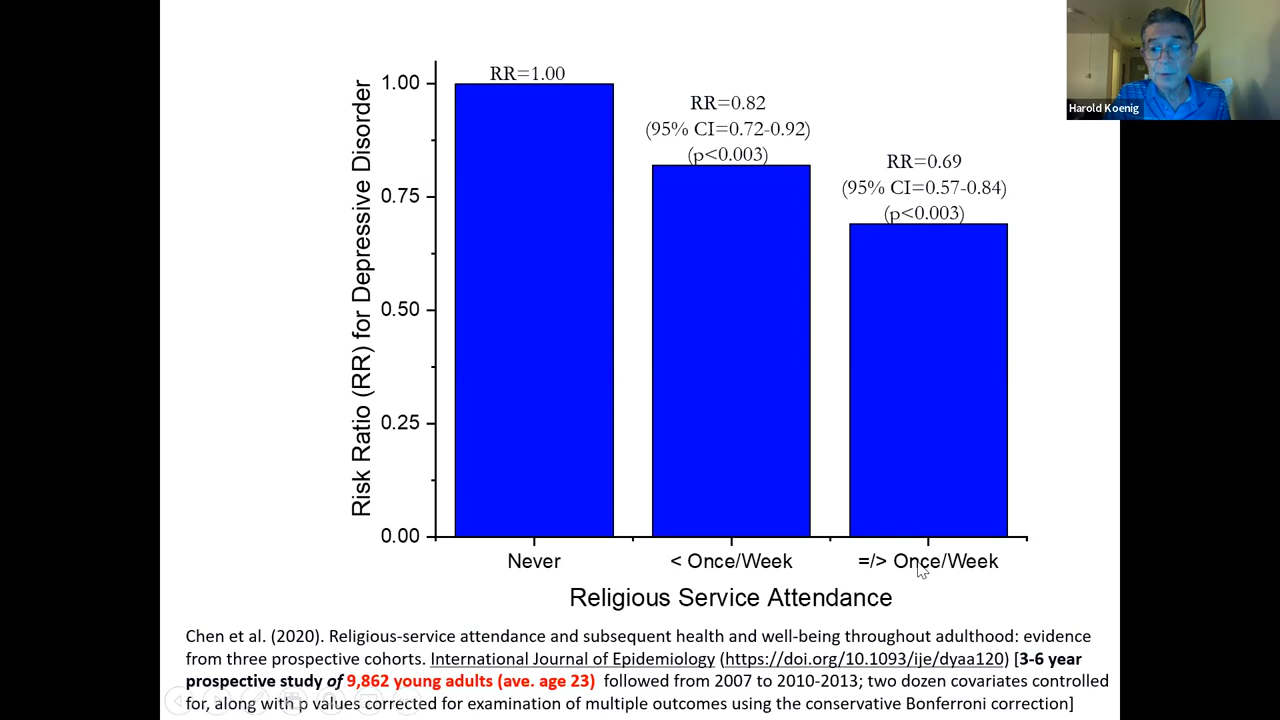 Harold Koenig
Risk Ratio (RR) for Depressive Disorder
1.00
0.75
0.50
0.25
0.00
RR=1.00
RR=0.82
(95% CI=0.72-0.92)
(p<0.003)
RR=0.69
(95% CI=0.57-0.84)
(p<0.003)
Never
< Once/Week
=/> Once/Week
Religious Service Attendance
Chen et al. (2020). Religious-service attendance and subsequent health and well-being throughout adulthood: evidence
from three prospective cohorts. International Journal of Epidemiology (https://doi.org/10.1093/ije/dyaa120) [3-6 year
prospective study of 9,862 young adults (ave. age 23) followed from 2007 to 2010-2013; two dozen covariates controlled
for, along with p values corrected for examination of multiple outcomes using the conservative Bonferroni correction]